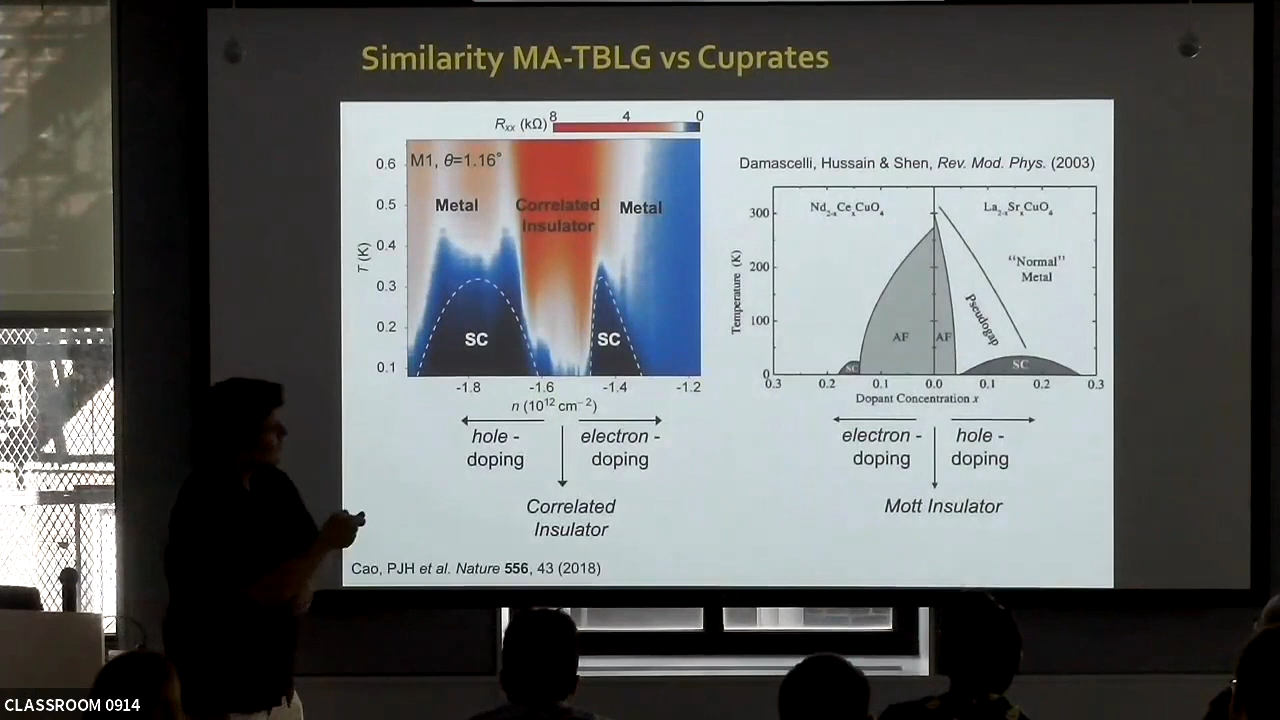 Similarity MA-TBLG vs Cuprates
Rxx (kΩ)
8 4 0
M1, θ=1.16°
Metal
Correlated
Insulator
Metal
SC
SC
T (K)
0.6
0.5
0.4
0.3
0.2
0.1
-1.8 -1.6 -1.4 -1.2
n (10¹² cm⁻²)
hole -
doping
electron -
doping
Correlated
Insulator
Cao, PJH et al. Nature 556, 43 (2018)
Damascelli, Hussain & Shen, Rev. Mod. Phys. (2003)
Nd2-xCexCuO4
La2-xSrxCuO4
“Normal”
Metal
Pseudogap
AF
AF
SC
SC
Temperature (K)
300
200
100
0
0.3 0.2 0.1 0.0 0.1 0.2 0.3
Dopant Concentration x
electron -
doping
hole -
doping
Mott Insulator
CLASSROOM 0914